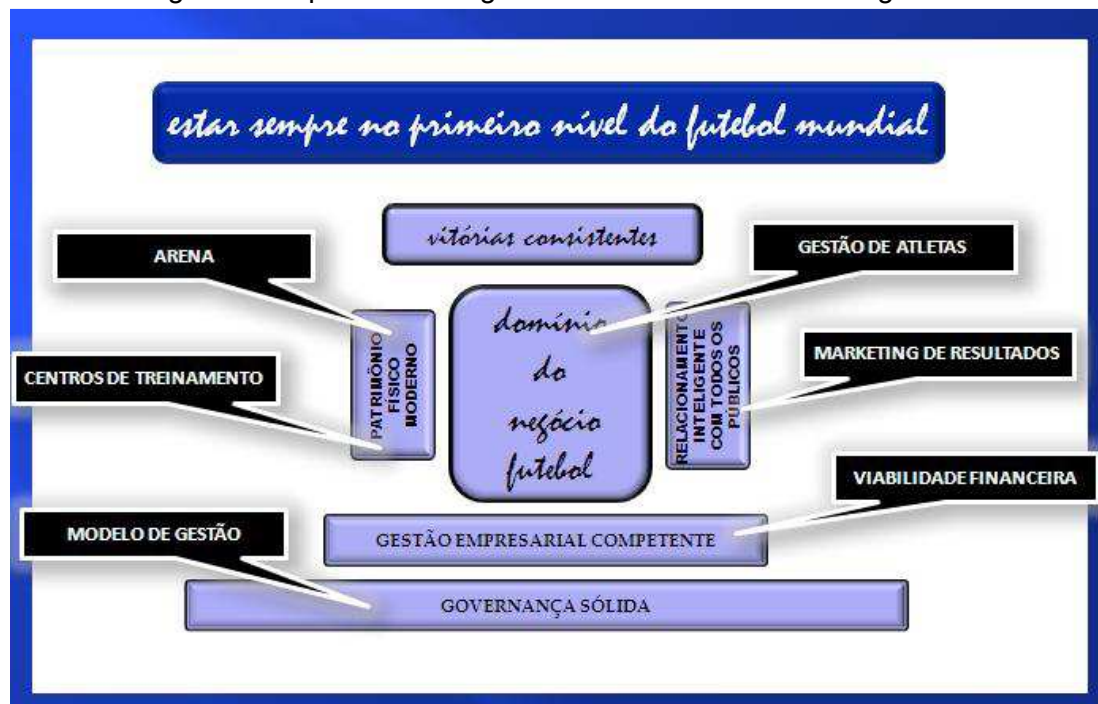 estar sempre no primeiro nível do futebol mundial
vitórias consistentes
ARENA
GESTÃO DE ATLETAS
domínio
do
negócio
futebol
PATRIMÔNIO
FÍSICO
MODERNO
RELACIONAMENTO
INTELIGENTE
COM TODOS OS
PUBLICOS
CENTROS DE TREINAMENTO
MARKETING DE RESULTADOS
VIABILIDADE FINANCEIRA
MODELO DE GESTÃO
GESTÃO EMPRESARIAL COMPETENTE
GOVERNANÇA SÓLIDA